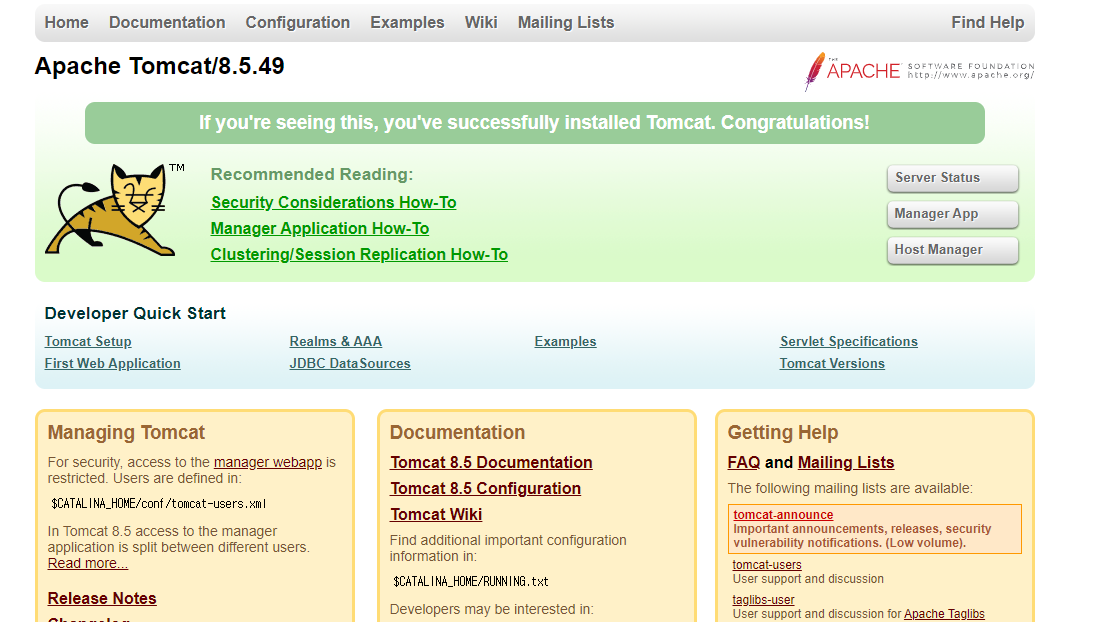 Home Documentation Configuration Examples Wiki Mailing Lists Find Help
Apache Tomcat/8.5.49
THE APACHE SOFTWARE FOUNDATION
http://www.apache.org/
If you're seeing this, you've successfully installed Tomcat. Congratulations!
TM
Recommended Reading:
Security Considerations How-To
Manager Application How-To
Clustering/Session Replication How-To
Server Status
Manager App
Host Manager
Developer Quick Start
Tomcat Setup
First Web Application
Realms & AAA
JDBC DataSources
Examples
Servlet Specifications
Tomcat Versions
Managing Tomcat
For security, access to the manager webapp is
restricted. Users are defined in:
$CATALINA_HOME/conf/tomcat-users.xml
In Tomcat 8.5 access to the manager
application is split between different users.
Read more...
Release Notes
Changelog
Documentation
Tomcat 8.5 Documentation
Tomcat 8.5 Configuration
Tomcat Wiki
Find additional important configuration
information in:
$CATALINA_HOME/RUNNING.txt
Developers may be interested in:
Getting Help
FAQ and Mailing Lists
The following mailing lists are available:
tomcat-announce
Important announcements, releases, security
vulnerability notifications. (Low volume).
tomcat-users
User support and discussion
taglibs-user
User support and discussion for Apache Taglibs